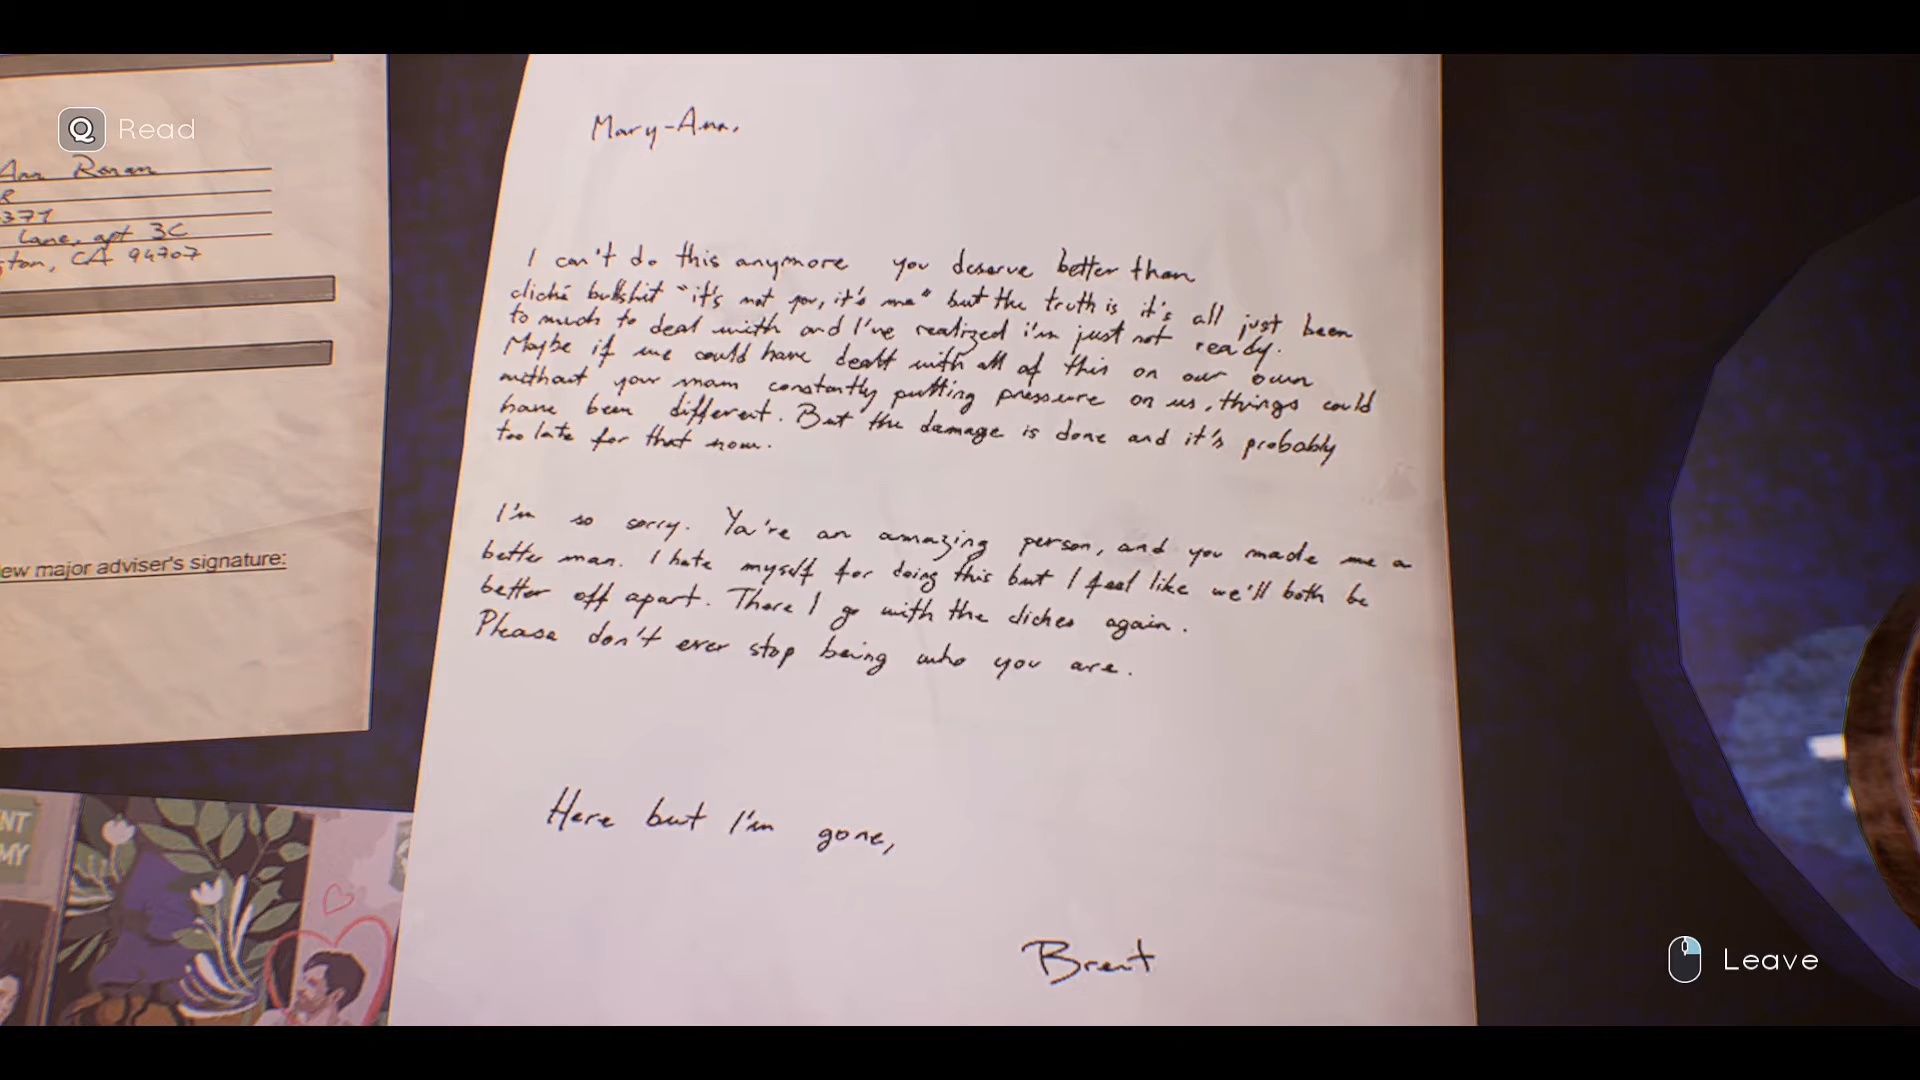 Read
Ann Ronan
R
371
Lane, apt 3C
gton, CA 94707
ew major adviser's signature:
NT
MY
Mary-Ann,
I can't do this anymore you deserve better than
cliché bullshit "it's not you, it's me" but the truth is, it's all just been
to much to deal with and I've realized i'm just not ready.
Maybe if we could have dealt with all of this on our own
without your mom constantly putting pressure on us, things could
have been different. But the damage is done and it's probably
too late for that now.
I'm so sorry. You're an amazing person, and you made me a
better man. I hate myself for doing this but I feel like we'll both be
better off apart. There I go with the cliches again.
Please don't ever stop being who you are.
Here but I'm gone,
Brent
Leave